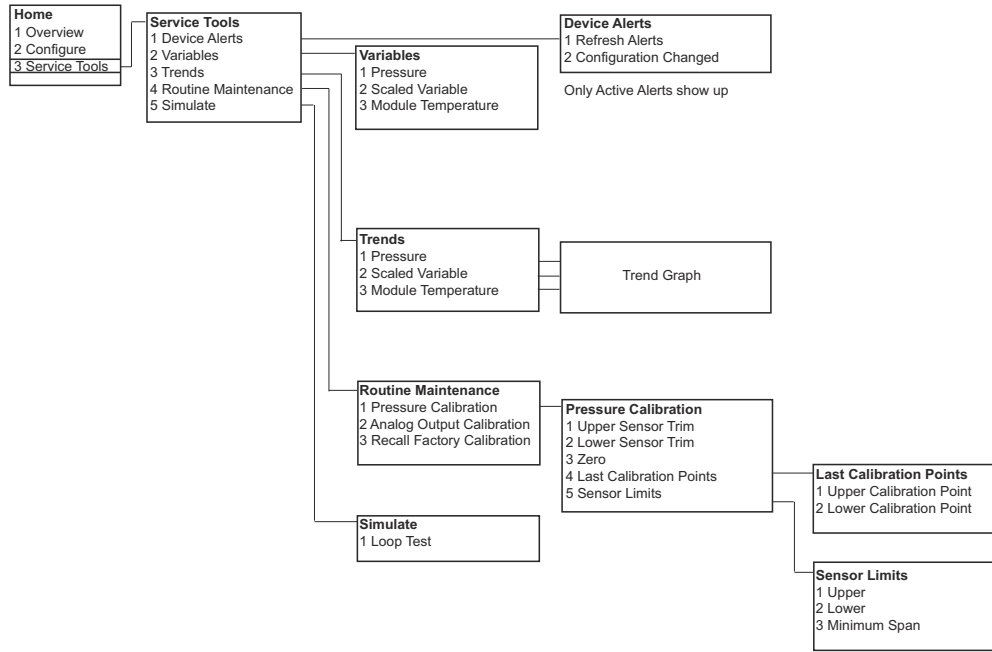 Home
1 Overview
2 Configure
3 Service Tools
Service Tools
1 Device Alerts
2 Variables
3 Trends
4 Routine Maintenance
5 Simulate
Device Alerts
1 Refresh Alerts
2 Configuration Changed
Only Active Alerts show up
Variables
1 Pressure
2 Scaled Variable
3 Module Temperature
Trends
1 Pressure
2 Scaled Variable
3 Module Temperature
Trend Graph
Routine Maintenance
1 Pressure Calibration
2 Analog Output Calibration
3 Recall Factory Calibration
Pressure Calibration
1 Upper Sensor Trim
2 Lower Sensor Trim
3 Zero
4 Last Calibration Points
5 Sensor Limits
Last Calibration Points
1 Upper Calibration Point
2 Lower Calibration Point
Simulate
1 Loop Test
Sensor Limits
1 Upper
2 Lower
3 Minimum Span